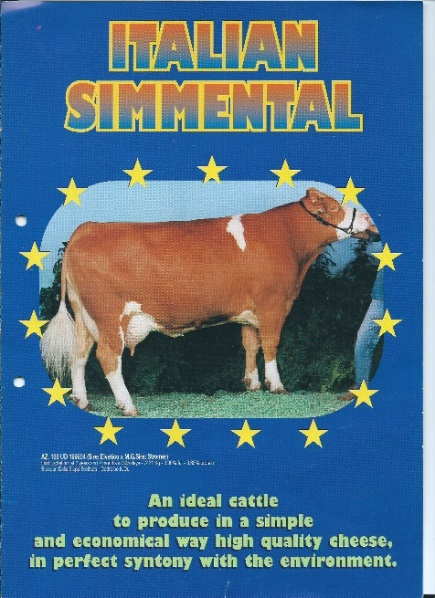 ITALIAN
SIMMENTAL
An ideal cattle
to produce in a simple
and economical way high quality cheese,
in perfect syntony with the environment.